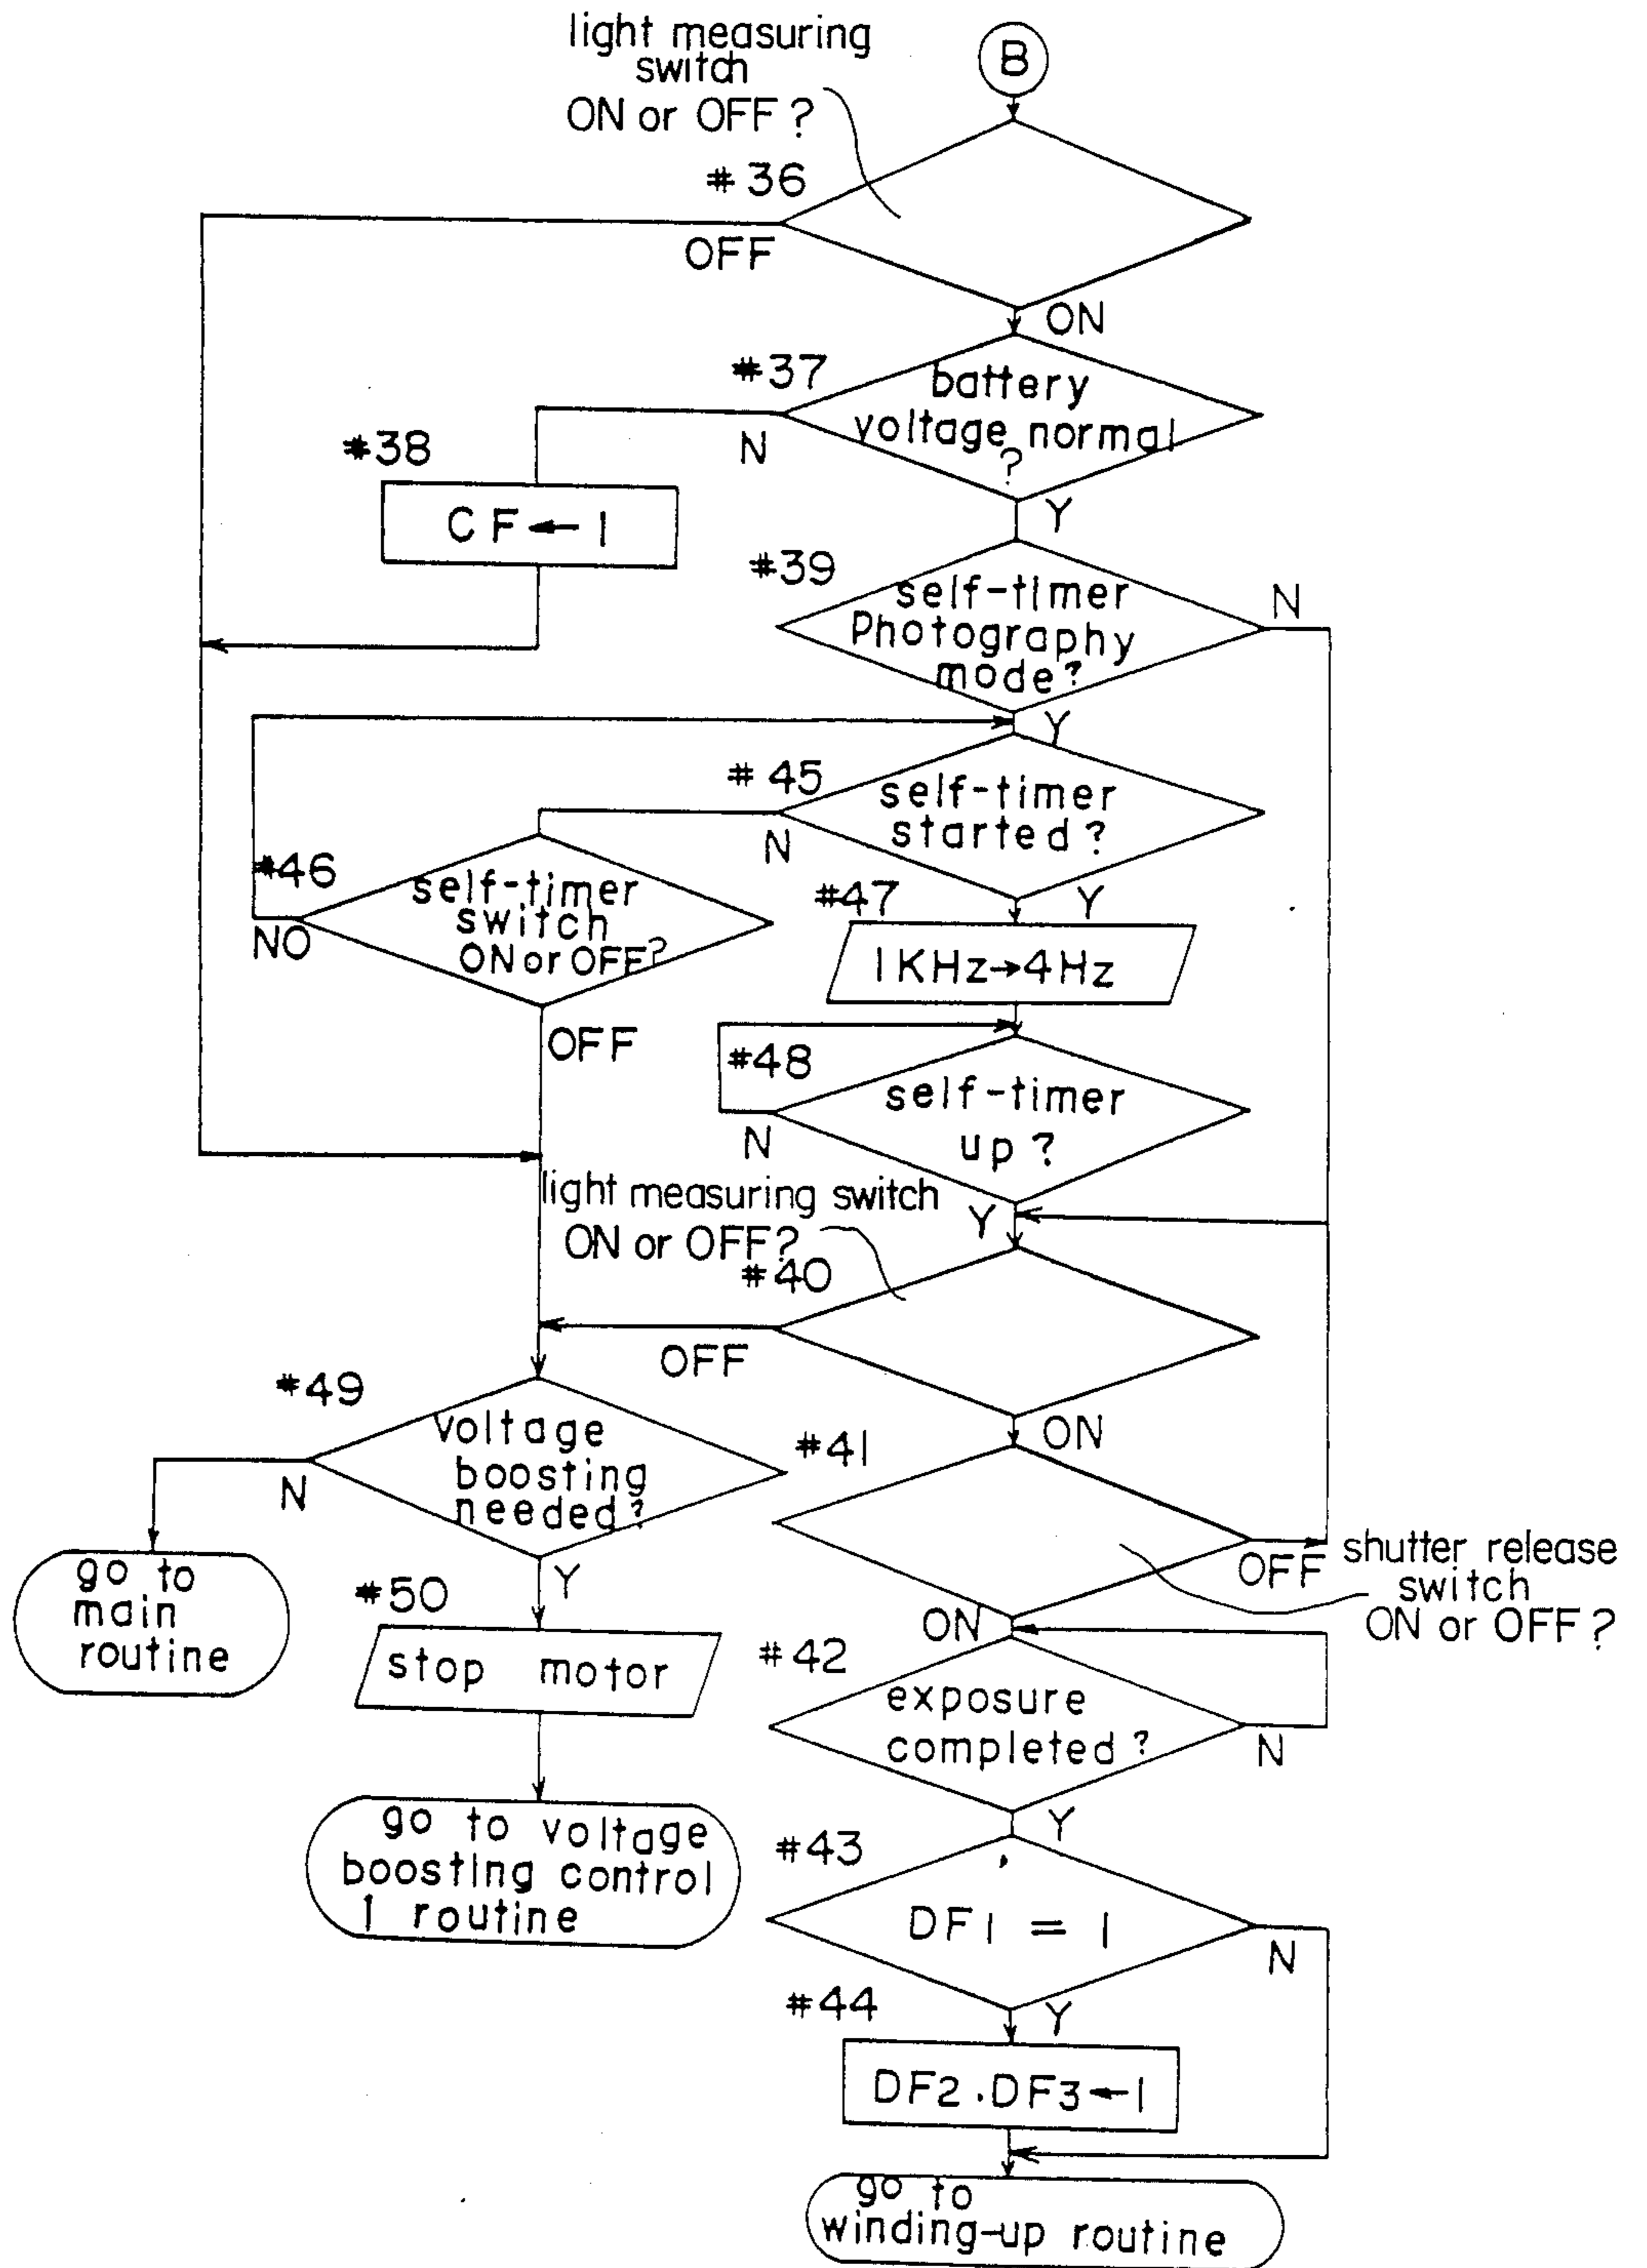 light measuring
switch
ON or OFF?
B
#36
OFF
ON
#37
battery
voltage normal
?
N
Y
#38
CF←1
#39
self-timer
Photography
mode?
N
Y
#45
self-timer
started?
N
Y
#46
self-timer
switch
ON or OFF?
NO
OFF
#47
1KHz→4Hz
#48
self-timer
up?
N
Y
light measuring switch
ON or OFF?
#40
OFF
ON
#49
voltage
boosting
needed?
N
Y
go to
main
routine
#50
stop motor
go to voltage
boosting control
1 routine
#41
OFF
ON
shutter release
switch
ON or OFF?
#42
exposure
completed?
N
Y
#43
DF1 = 1
N
Y
#44
DF2.DF3←1
go to
winding-up routine